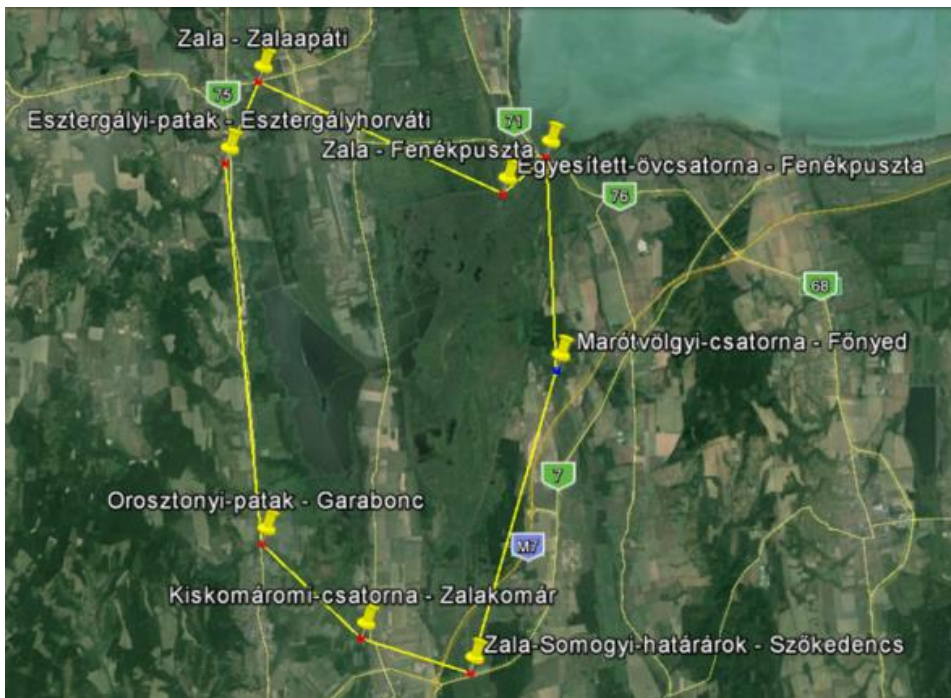 Zala - Zalaapáti
75
Esztergályi-patak - Esztergályhorváti
71
Zala - Fenékpuszta
Egyesített-övcsatorna - Fenékpuszta
76
68
Marótvölgyi-csatorna - Főnyed
7
Orosztonyi-patak - Garabonc
M7
Kiskomáromi-csatorna - Zalakomár
Zala-Somogyi-határárok - Szőkedencs